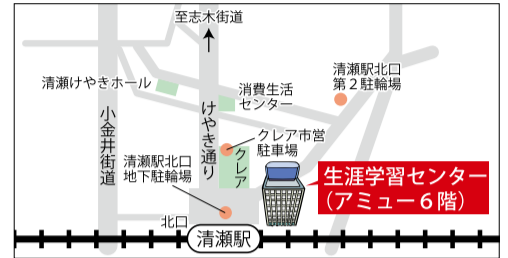 至志木街道
清瀬けやきホール
消費生活
センター
清瀬駅北口
第2駐輪場
小金井街道
けやき通り
クレア市営
駐車場
クレア
清瀬駅北口
地下駐輪場
生涯学習センター
（アミュー6階）
北口
清瀬駅